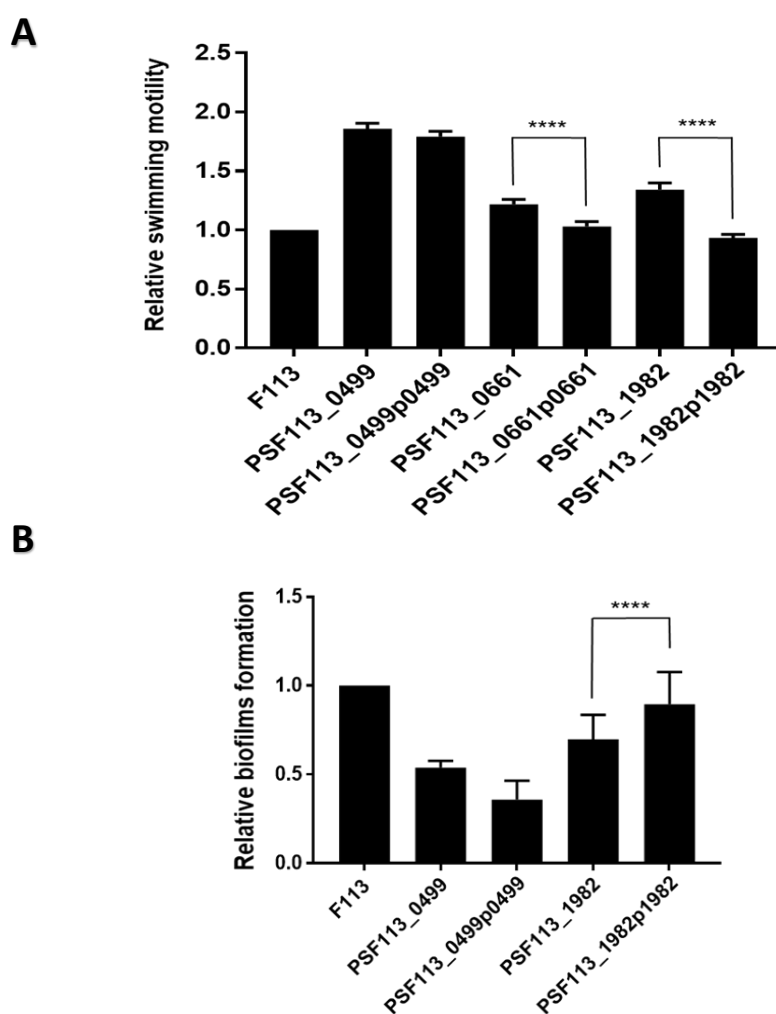 A
Relative swimming motility
2.5
2.0
1.5
1.0
0.5
0.0
****
****
F113
PSF113_0499
PSF113_0499p0499
PSF113_0661
PSF113_0661p0661
PSF113_1982
PSF113_1982p1982
B
Relative biofilms formation
1.5
1.0
0.5
0.0
****
F113
PSF113_0499
PSF113_0499p0499
PSF113_1982
PSF113_1982p1982